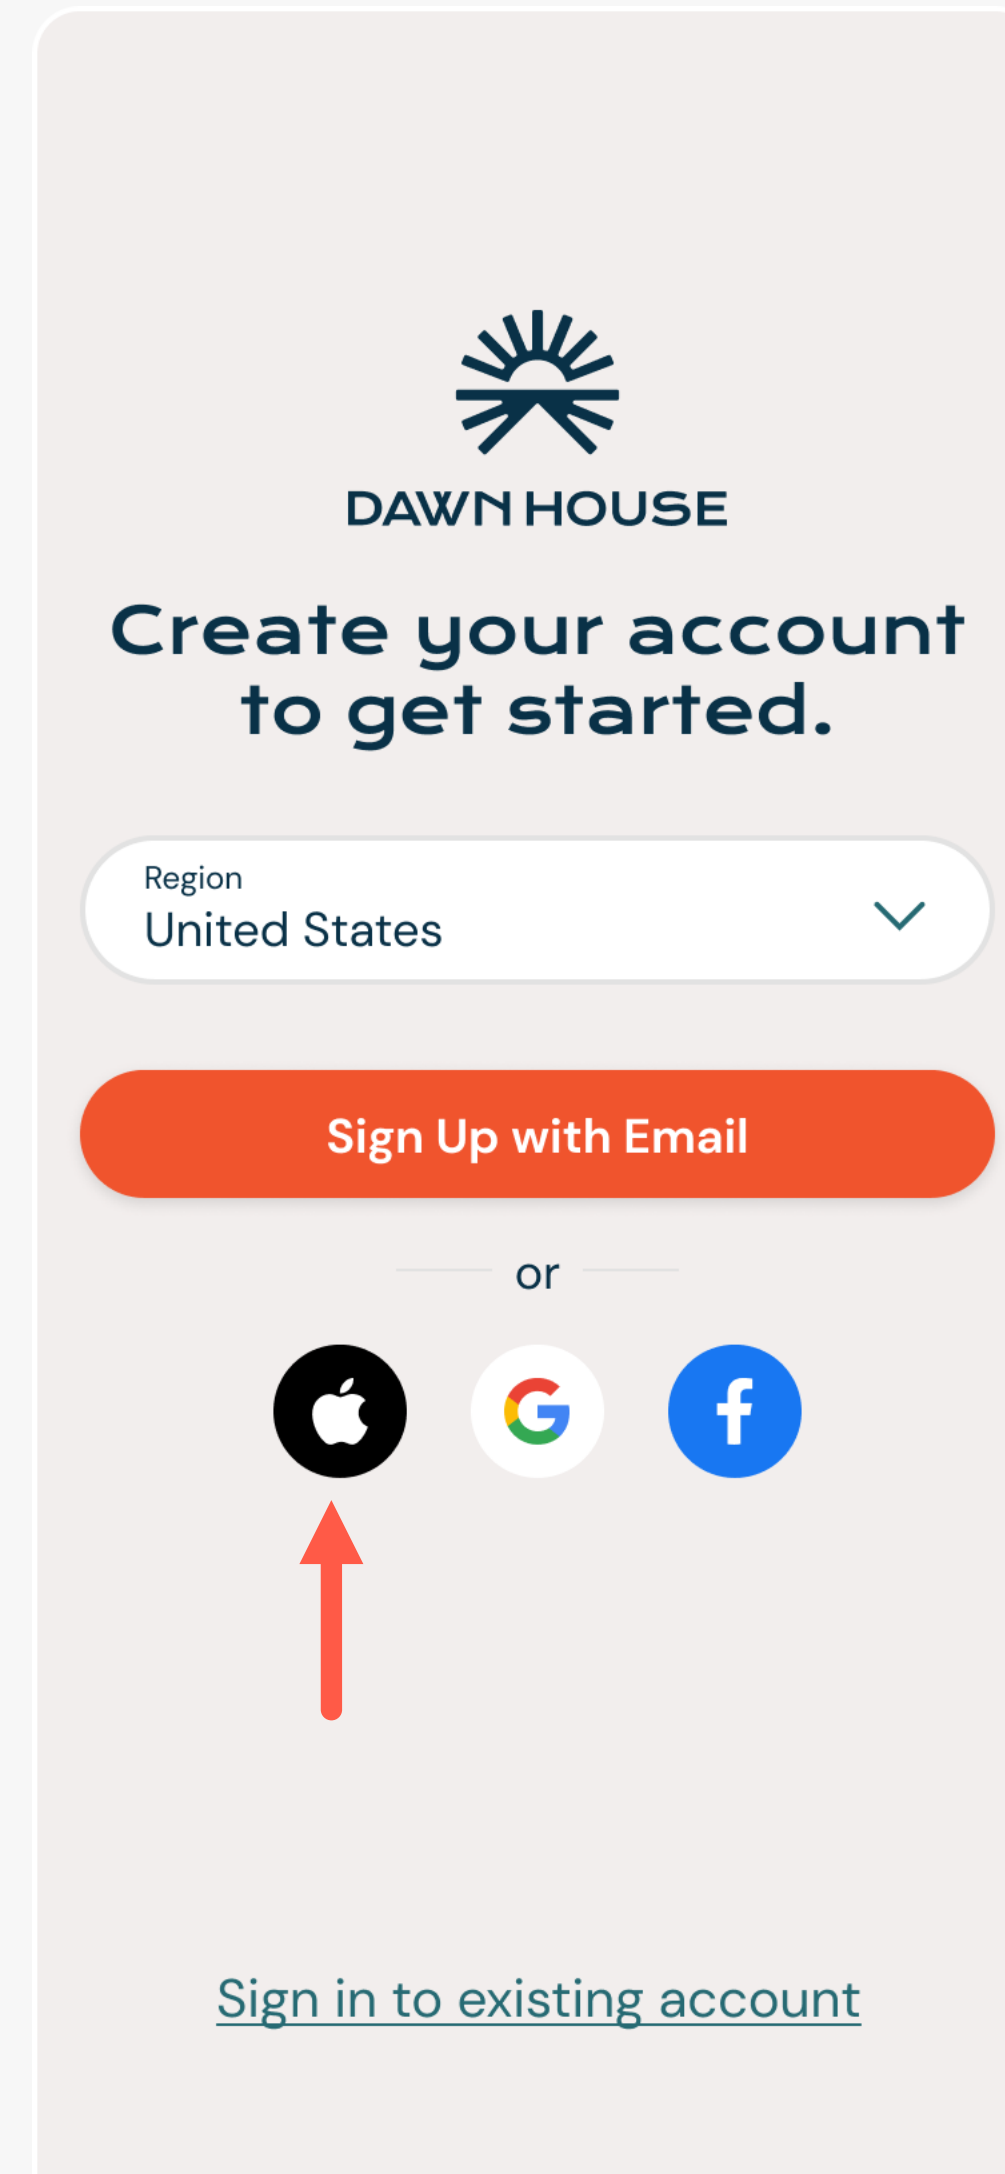 DAWN HOUSE
Create your account
to get started.
Region
United States
Sign Up with Email
or
Sign in to existing account